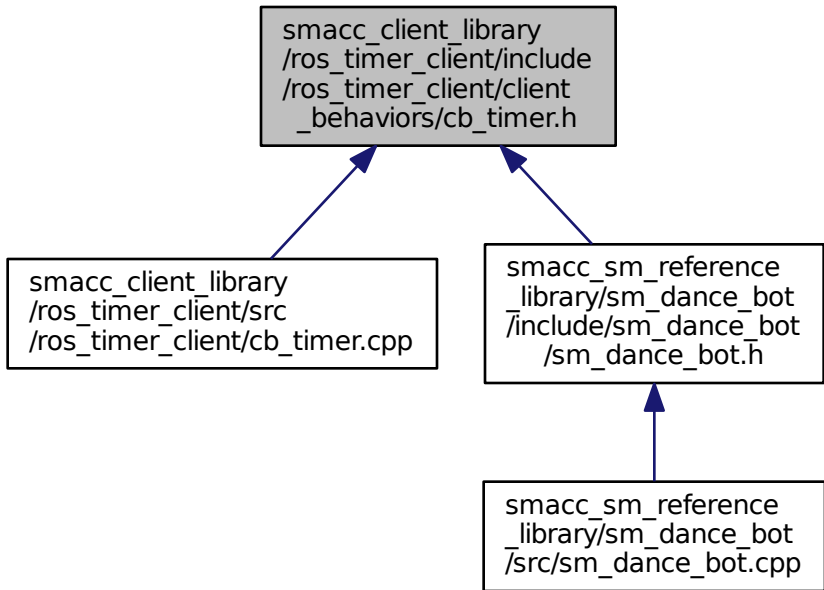 smacc_client_library
/ros_timer_client/include
/ros_timer_client/client
_behaviors/cb_timer.h
smacc_client_library
/ros_timer_client/src
/ros_timer_client/cb_timer.cpp
smacc_sm_reference
_library/sm_dance_bot
/include/sm_dance_bot
/sm_dance_bot.h
smacc_sm_reference
_library/sm_dance_bot
/src/sm_dance_bot.cpp